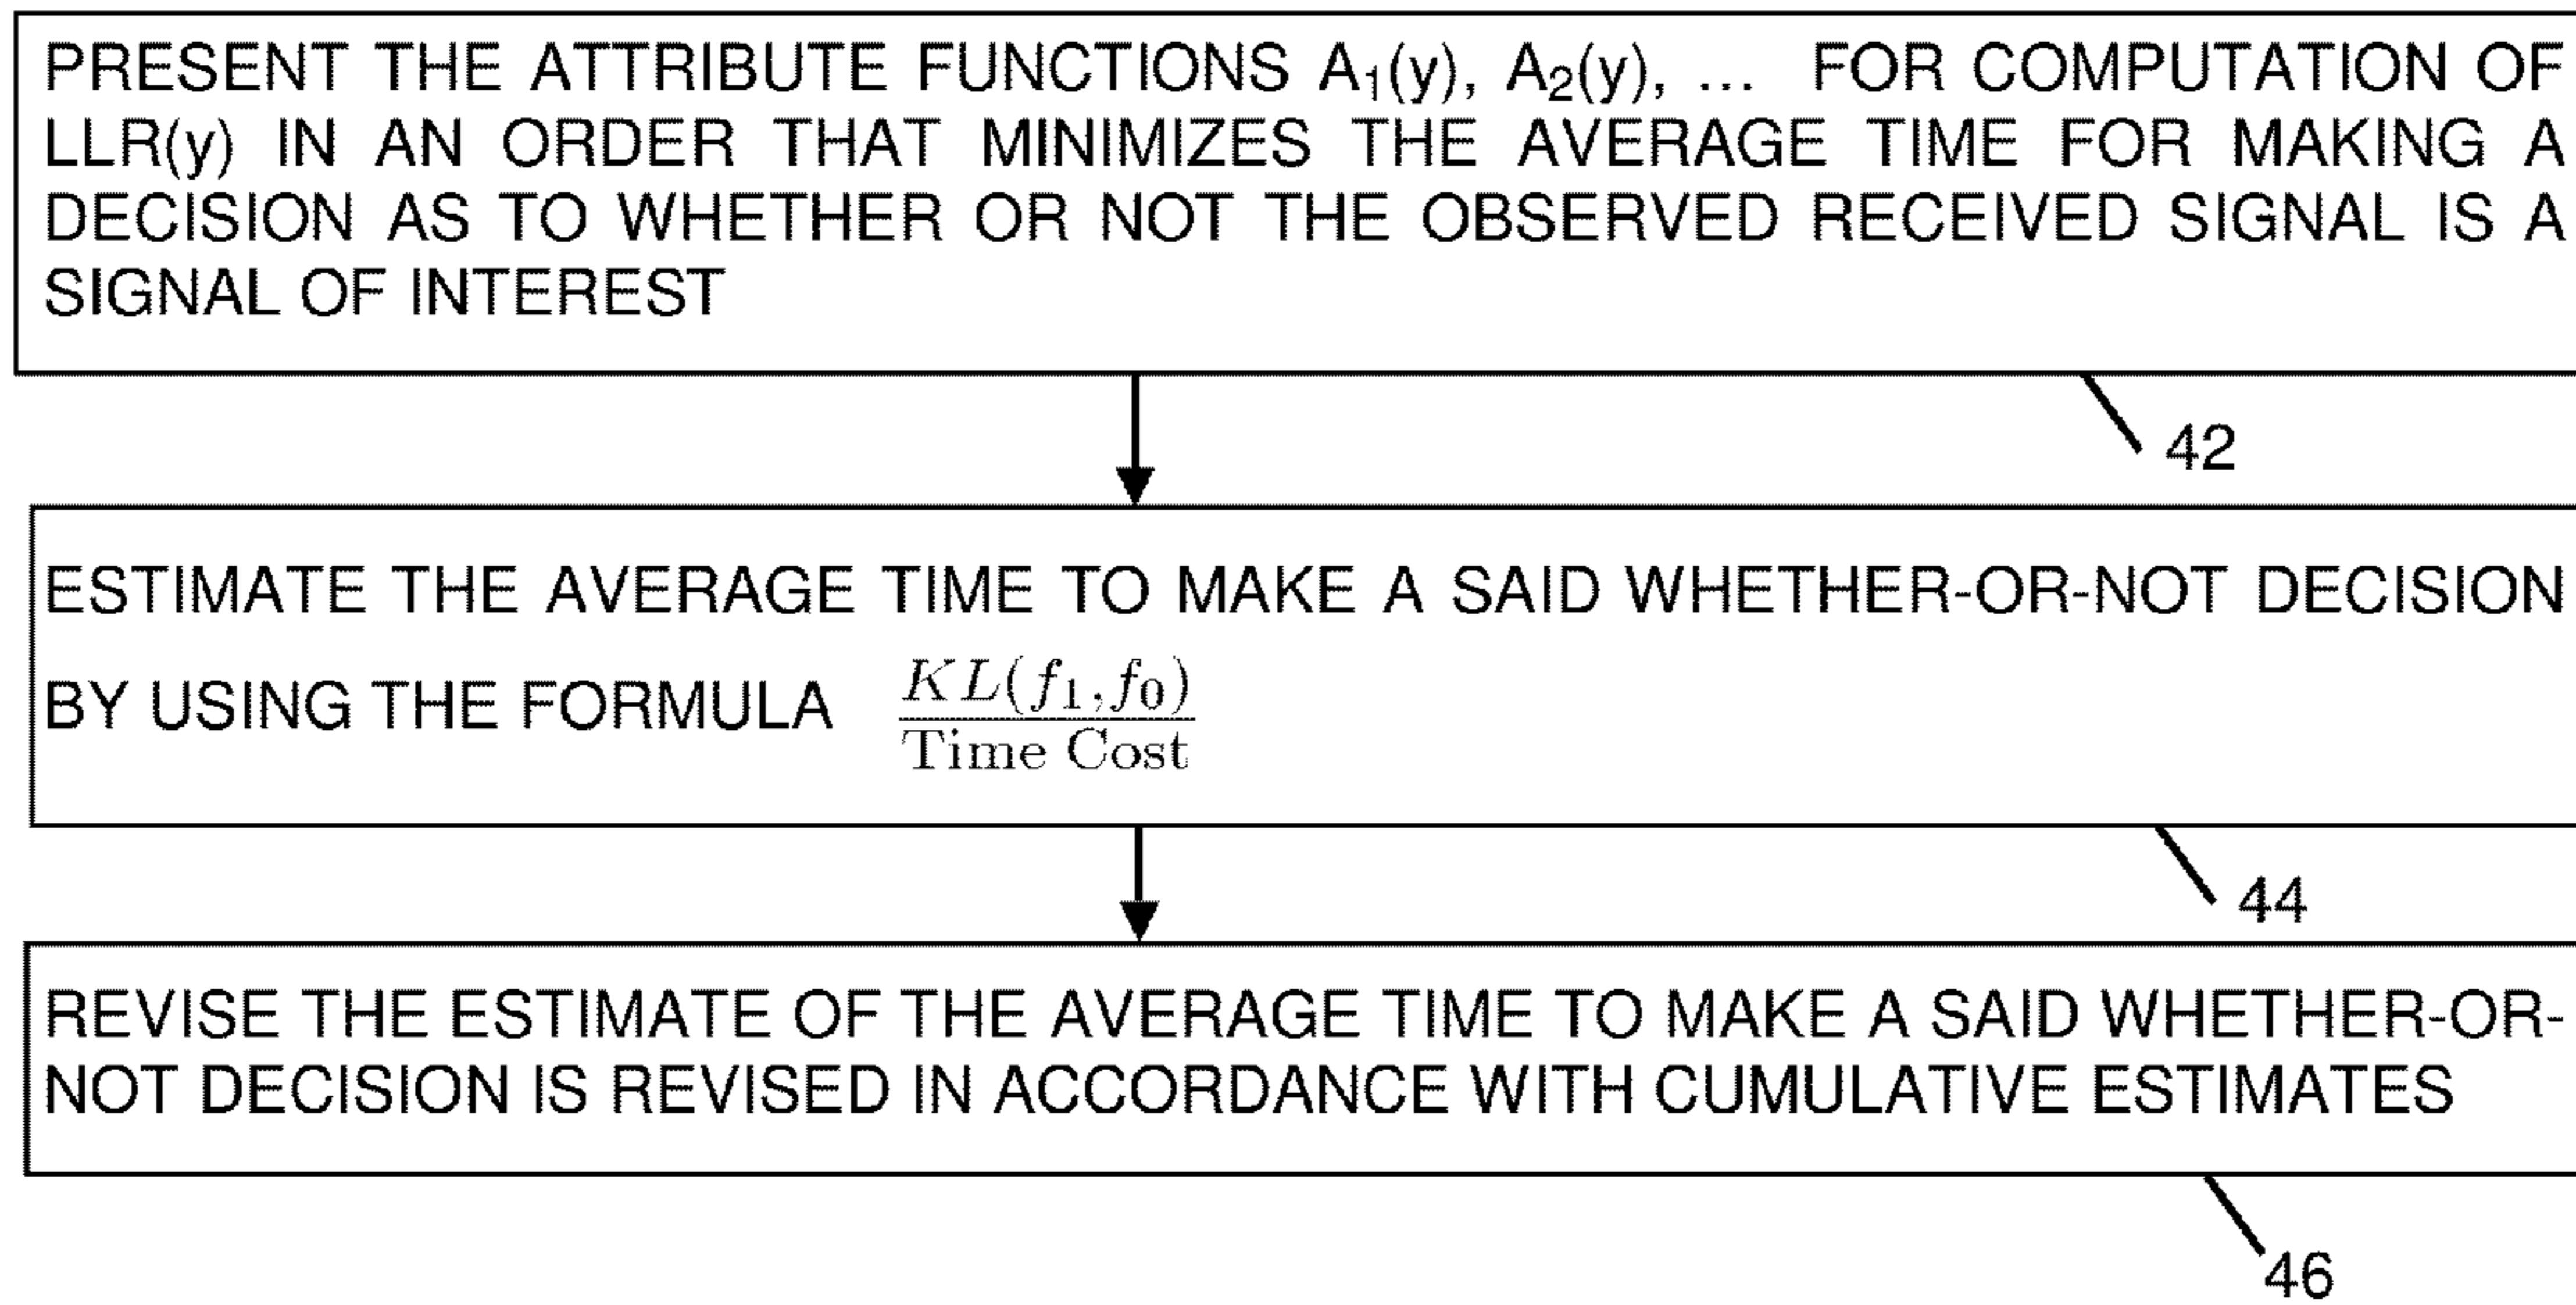 PRESENT THE ATTRIBUTE FUNCTIONS A₁(y), A₂(y), ... FOR COMPUTATION OF
LLR(y) IN AN ORDER THAT MINIMIZES THE AVERAGE TIME FOR MAKING A
DECISION AS TO WHETHER OR NOT THE OBSERVED RECEIVED SIGNAL IS A
SIGNAL OF INTEREST
42
ESTIMATE THE AVERAGE TIME TO MAKE A SAID WHETHER-OR-NOT DECISION
BY USING THE FORMULA KL(f₁,f₀)
Time Cost
44
REVISE THE ESTIMATE OF THE AVERAGE TIME TO MAKE A SAID WHETHER-OR-
NOT DECISION IS REVISED IN ACCORDANCE WITH CUMULATIVE ESTIMATES
46